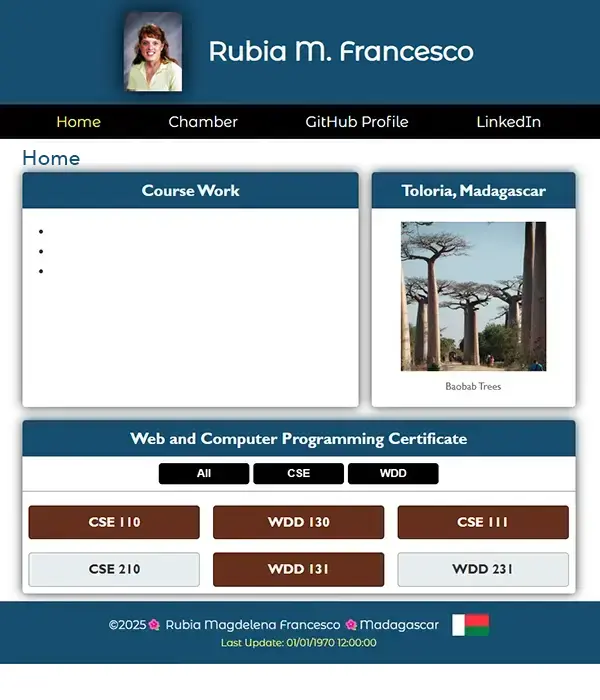 Rubia M. Francesco
Home Chamber GitHub Profile LinkedIn
Home
Course Work
Toloria, Madagascar
Baobab Trees
Web and Computer Programming Certificate
All CSE WDD
CSE 110 WDD 130 CSE 111
CSE 210 WDD 131 WDD 231
©2025🌺 Rubia Magdelena Francesco 🌺Madagascar
Last Update: 01/01/1970 12:00:00